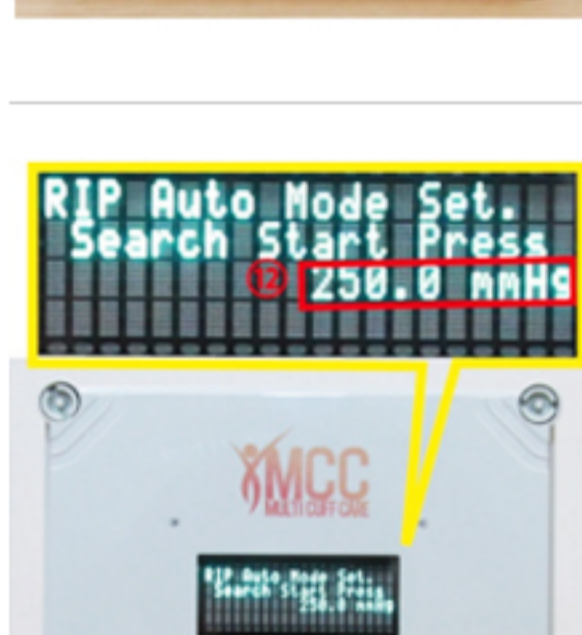 RIP Auto Mode Set.
Search Start Press
⑫ 250.0 mmHg
MCC
MULTI CUFF CARE
RIP Auto Mode Set.
Search Start Press
250.0 mmHg